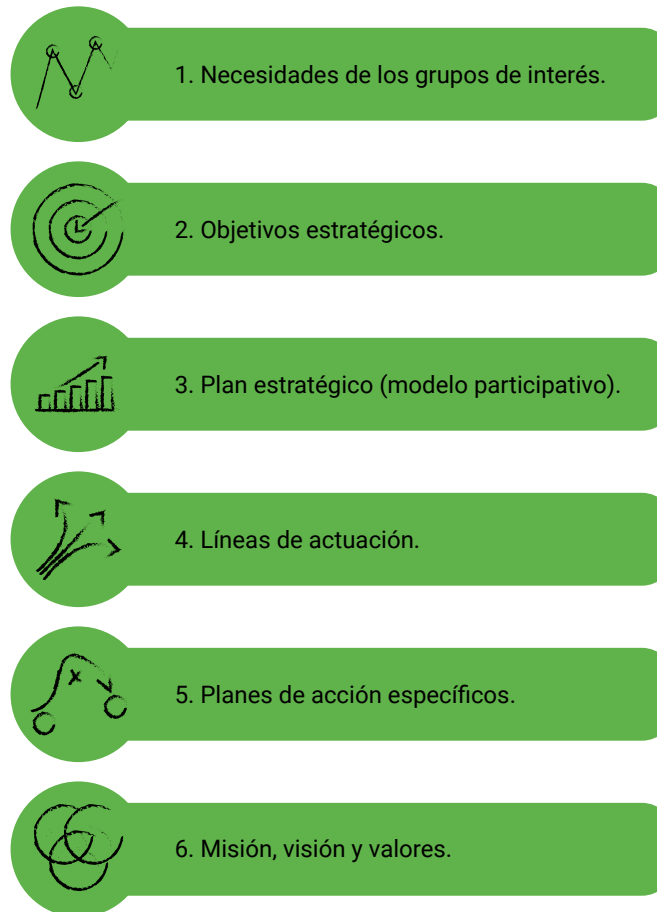 1. Necesidades de los grupos de interés.
2. Objetivos estratégicos.
3. Plan estratégico (modelo participativo).
4. Líneas de actuación.
5. Planes de acción específicos.
6. Misión, visión y valores.